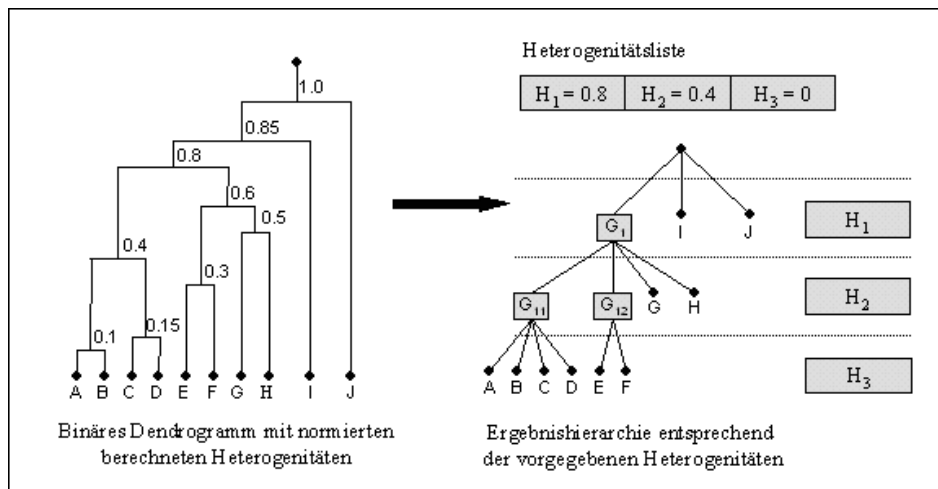 Heterogenitätsliste
H1 = 0.8 H2 = 0.4 H3 = 0
1.0
0.85
0.8
0.6
0.5
0.4
0.3
0.15
0.1
A B C D E F G H I J
Binäres Dendrogramm mit normierten
berechneten Heterogenitäten
G1 I J H1
G11 G12 G H H2
A B C D E F H3
Ergebnishierarchie entsprechend
der vorgegebenen Heterogenitäten